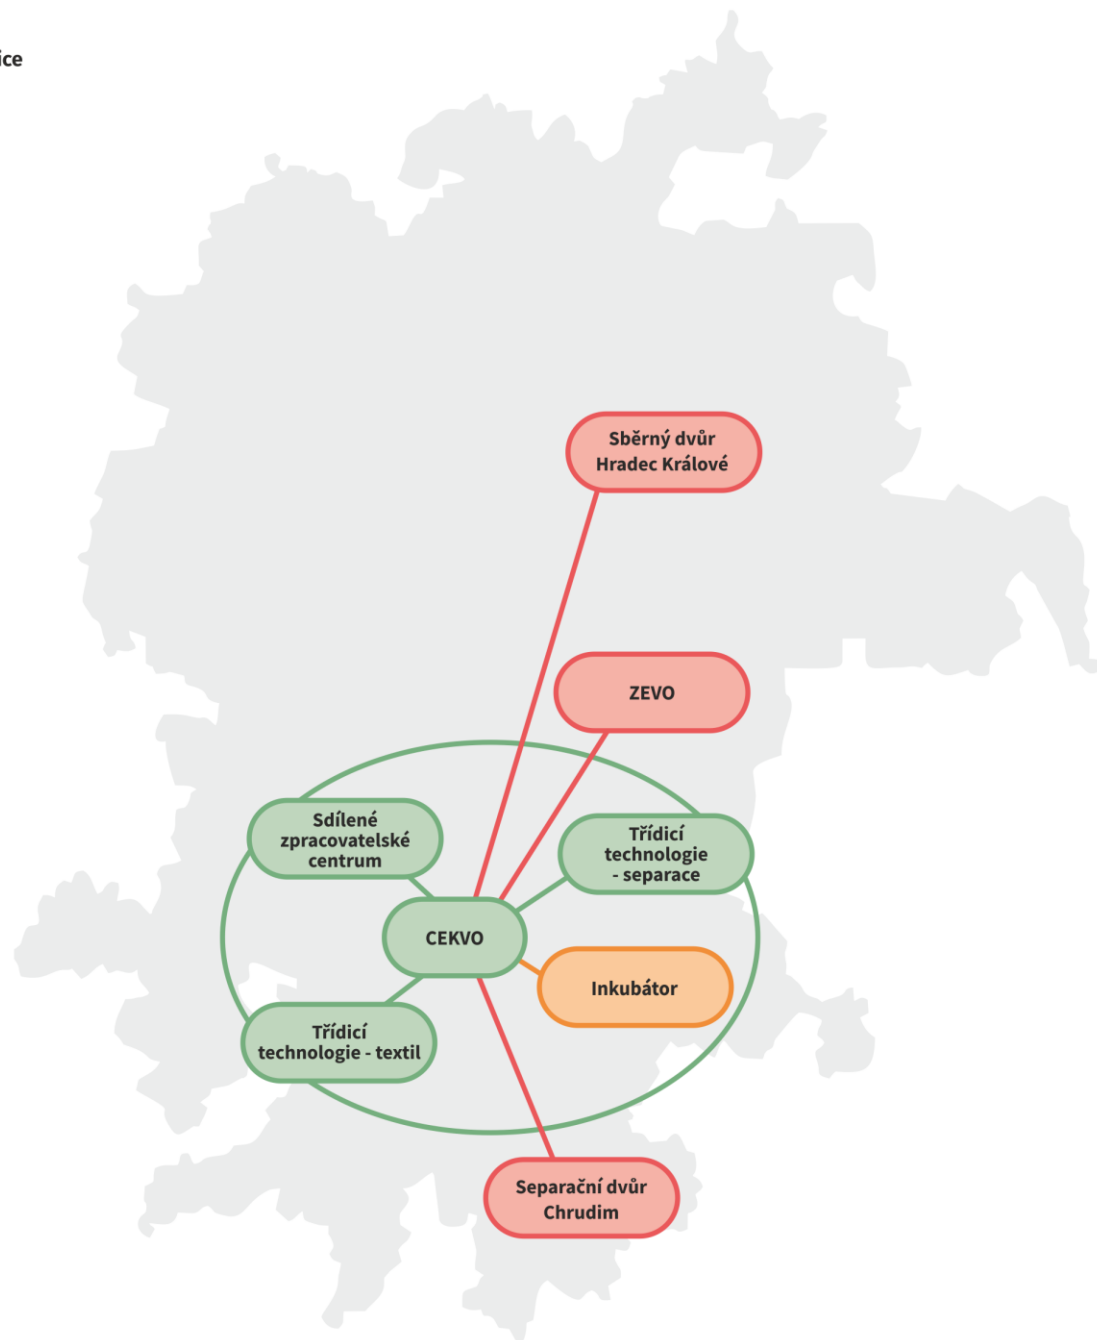 ice
Sběrný dvůr
Hradec Králové
ZEVO
Sdílené
zpracovatelské
centrum
Třídicí
technologie
- separace
CEKVO
Inkubátor
Třídicí
technologie - textil
Separační dvůr
Chrudim